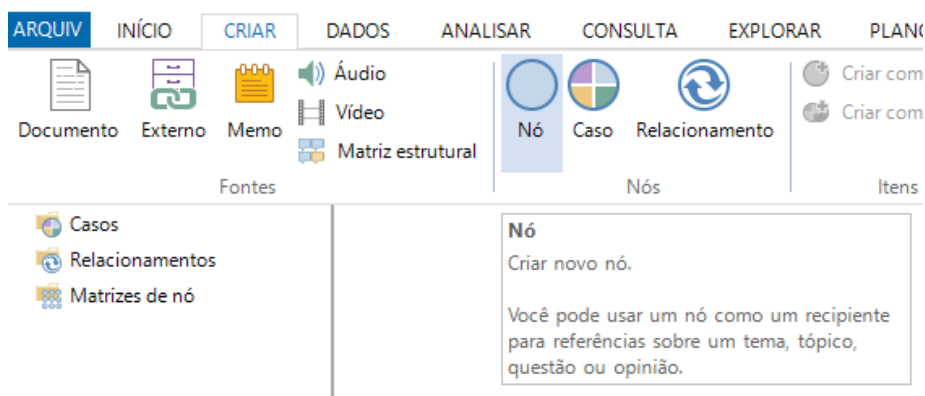 ARQUIV INÍCIO CRIAR DADOS ANALISAR CONSULTA EXPLORAR PLANC
Documento
Externo
Memo
Áudio
Vídeo
Matriz estrutural
Fontes
Nó
Caso
Relacionamento
Nós
Criar com
Criar com
Itens
Casos
Relacionamentos
Matrizes de nó
Nó
Criar novo nó.
Você pode usar um nó como um recipiente
para referências sobre um tema, tópico,
questão ou opinião.